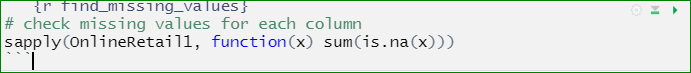 {r find_missing_values}
# check missing values for each column
sapply(OnlineRetail1, function(x) sum(is.na(x)))
```